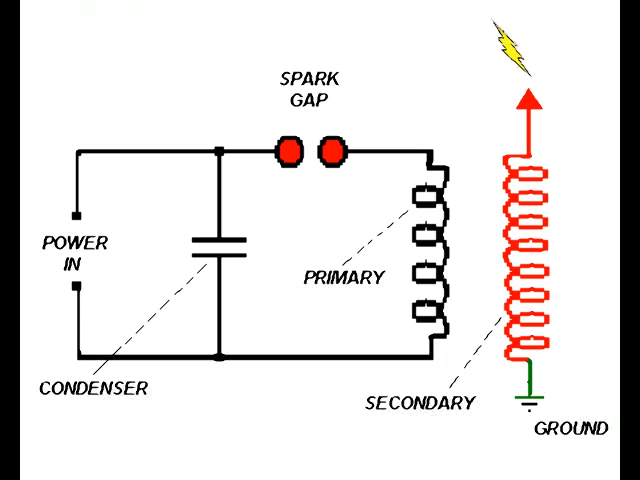 SPARK
GAP
POWER
IN
PRIMARY
CONDENSER
SECONDARY
GROUND